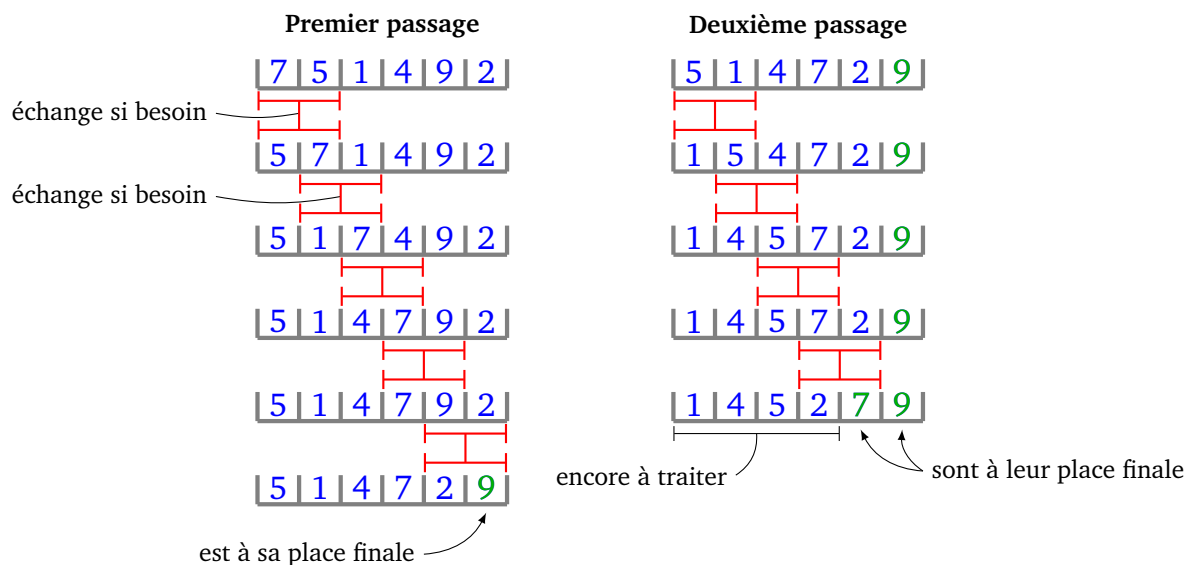 Premier passage
7 5 1 4 9 2
échange si besoin
5 7 1 4 9 2
échange si besoin
5 1 7 4 9 2
5 1 4 7 9 2
5 1 4 7 9 2
5 1 4 7 2 9
est à sa place finale
Deuxième passage
5 1 4 7 2 9
1 5 4 7 2 9
1 4 5 7 2 9
1 4 5 7 2 9
1 4 5 2 7 9
encore à traiter
sont à leur place finale